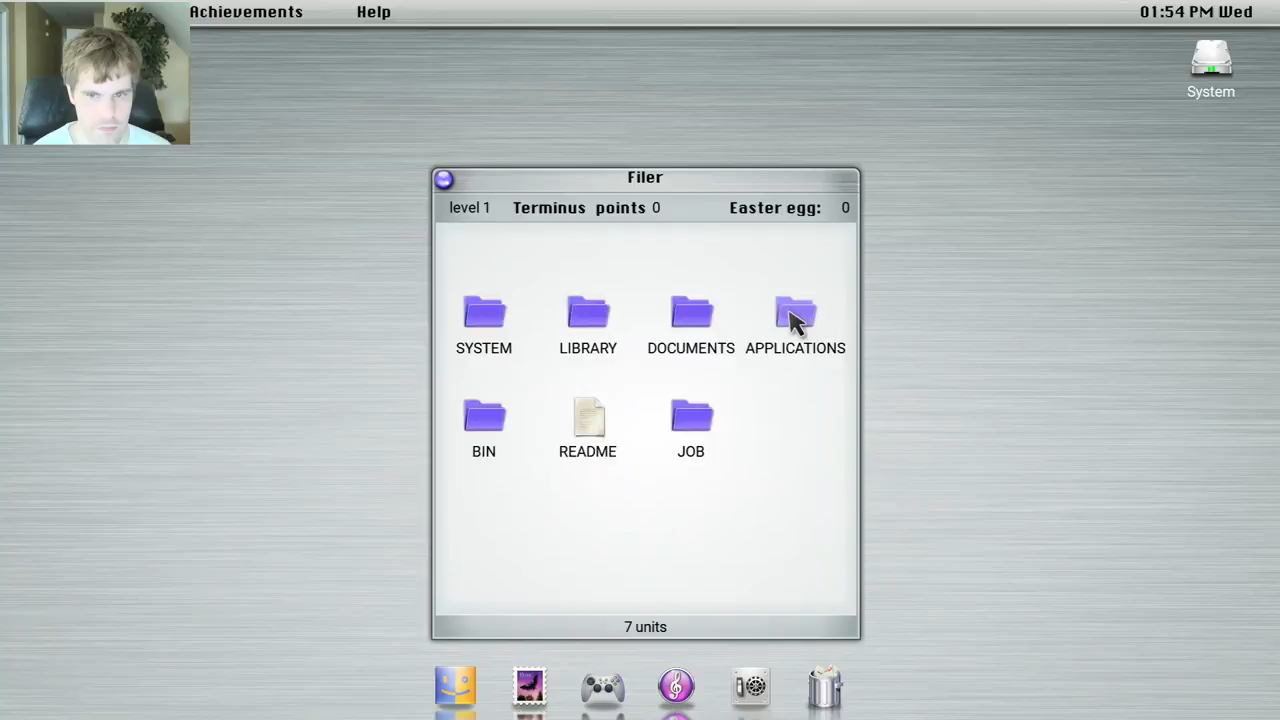 Achievements Help 01:54 PM Wed
System
Filer
level 1 Terminus points 0 Easter egg: 0
SYSTEM LIBRARY DOCUMENTS APPLICATIONS
BIN README JOB
7 units